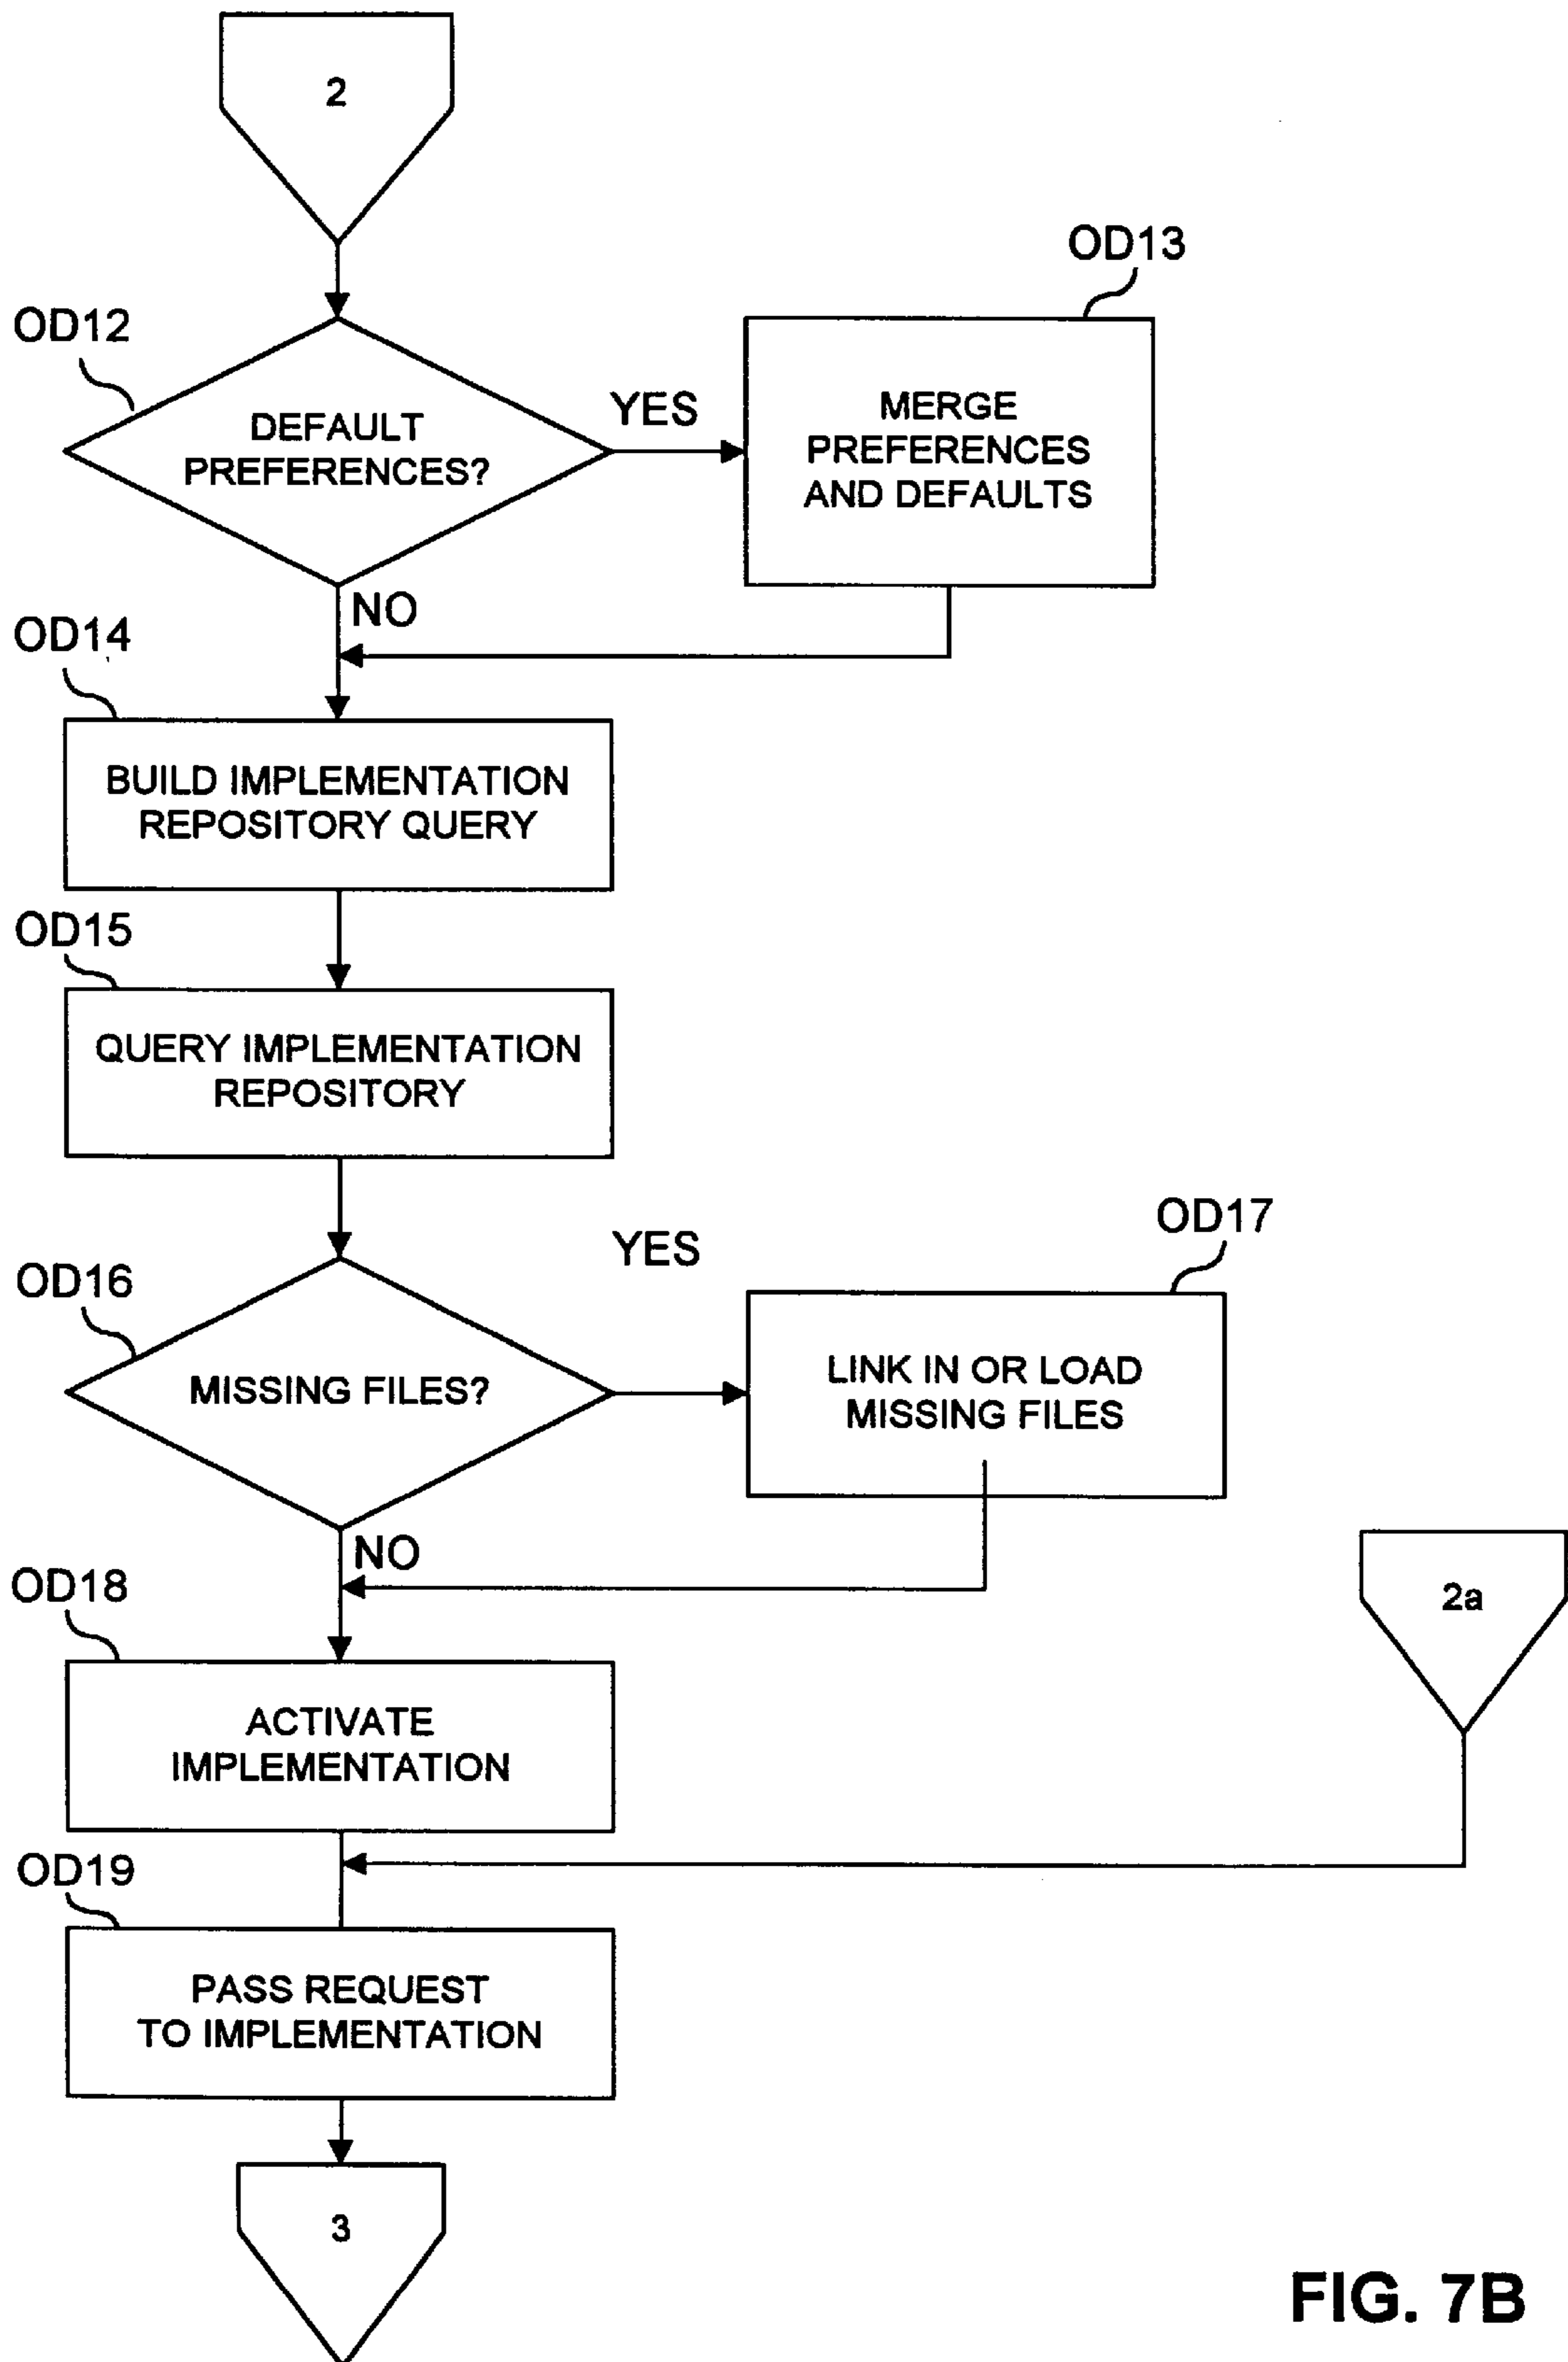 2
OD13
OD12
DEFAULT
PREFERENCES?
YES
MERGE
PREFERENCES
AND DEFAULTS
NO
OD14
BUILD IMPLEMENTATION
REPOSITORY QUERY
OD15
QUERY IMPLEMENTATION
REPOSITORY
OD17
YES
OD16
MISSING FILES?
LINK IN OR LOAD
MISSING FILES
NO
OD18
2a
ACTIVATE
IMPLEMENTATION
OD19
PASS REQUEST
TO IMPLEMENTATION
3
FIG. 7B